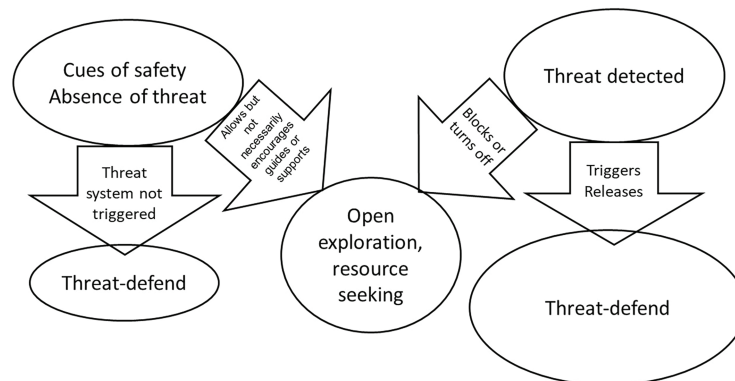 Cues of safety
Absence of threat
Allows but
not
necessarily
encourages
guides or
supports
Threat
system not
triggered
Threat-defend
Open
exploration,
resource
seeking
Threat detected
Blocks or
turns off
Triggers
Releases
Threat-defend